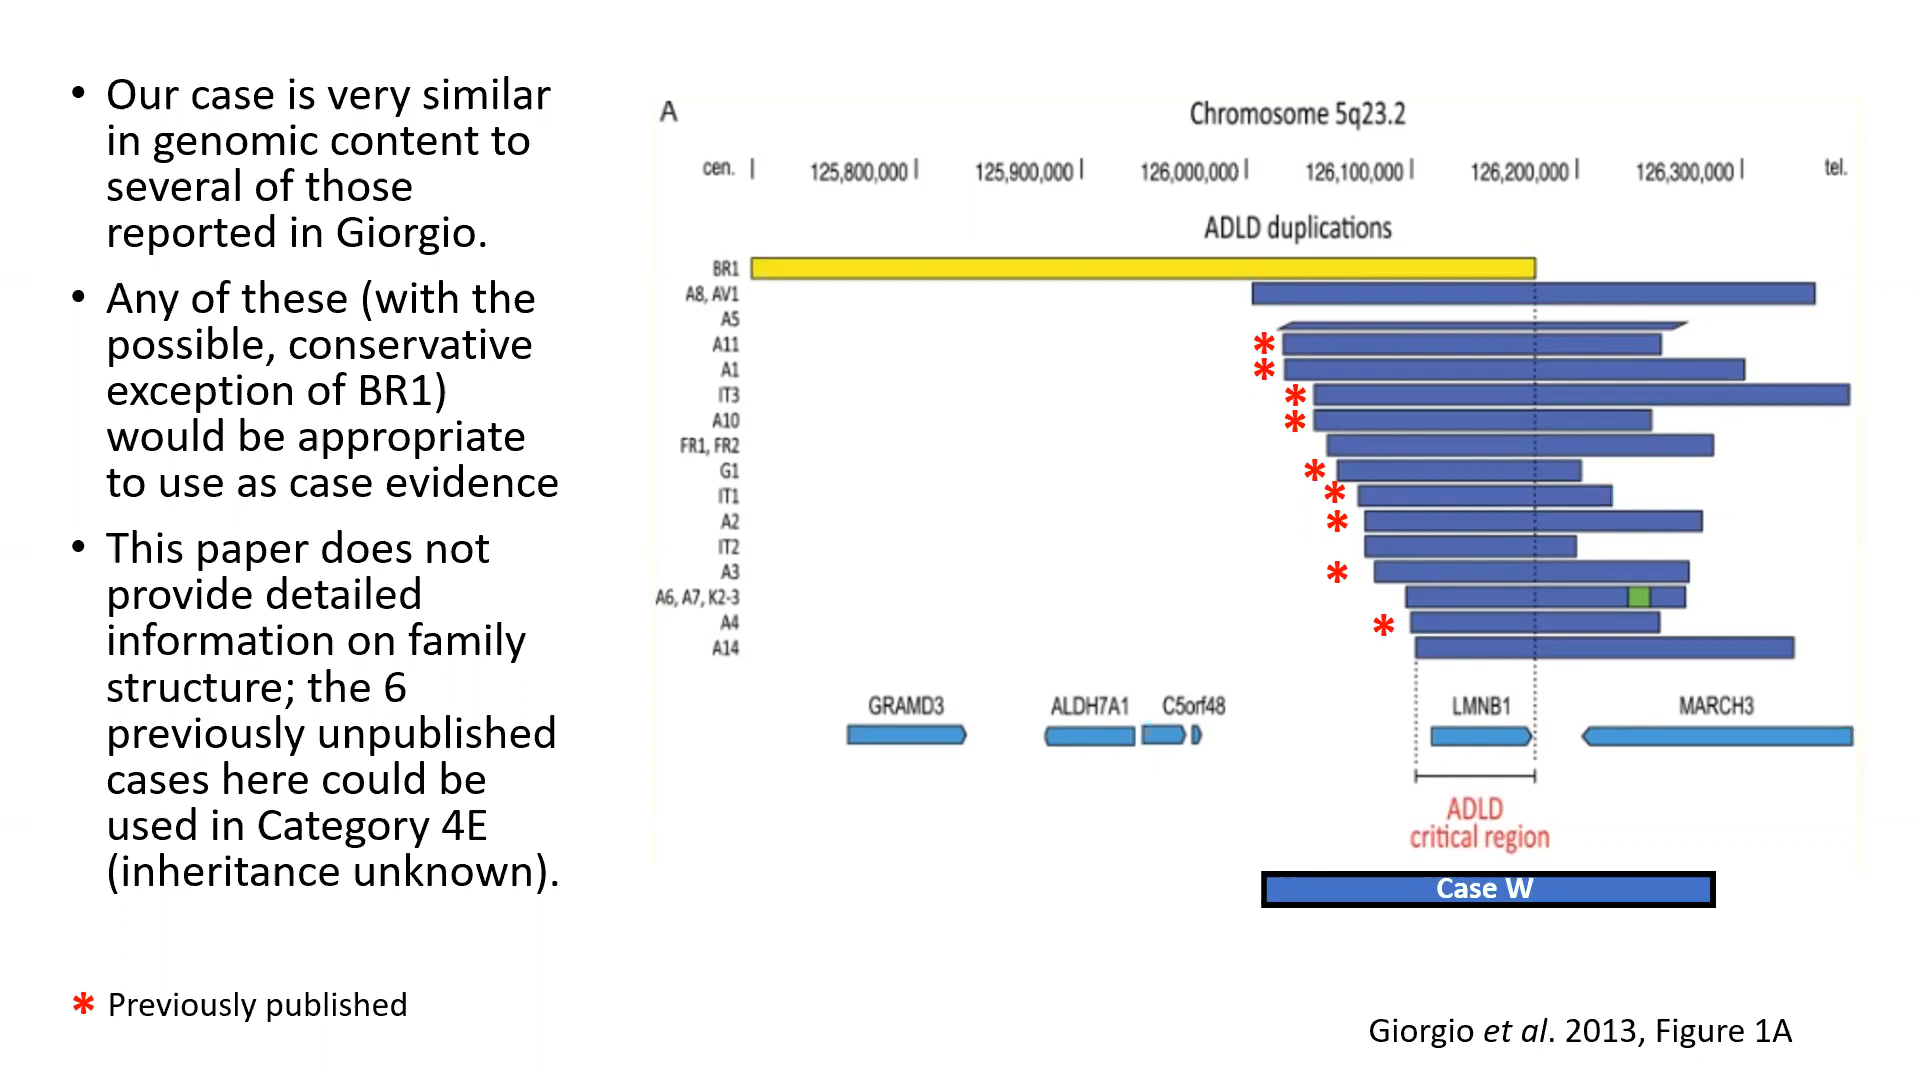 • Our case is very similar
in genomic content to
several of those
reported in Giorgio.
• Any of these (with the
possible, conservative
exception of BR1)
would be appropriate
to use as case evidence
• This paper does not
provide detailed
information on family
structure; the 6
previously unpublished
cases here could be
used in Category 4E
(inheritance unknown).
* Previously published
A
Chromosome 5q23.2
cen. | 125,800,000 | 125,900,000 | 126,000,000 | 126,100,000 | 126,200,000 | 126,300,000 | tel.
ADLD duplications
BR1
A8, AV1
A5
A11 *
A1 *
IT3 *
A10 *
FR1, FR2
G1 *
IT1 *
A2 *
IT2
A3 *
A6, A7, K2-3
A4 *
A14
GRAMD3 ALDH7A1 C5orf48 LMNB1 MARCH3
ADLD
critical region
Case W
Giorgio et al. 2013, Figure 1A